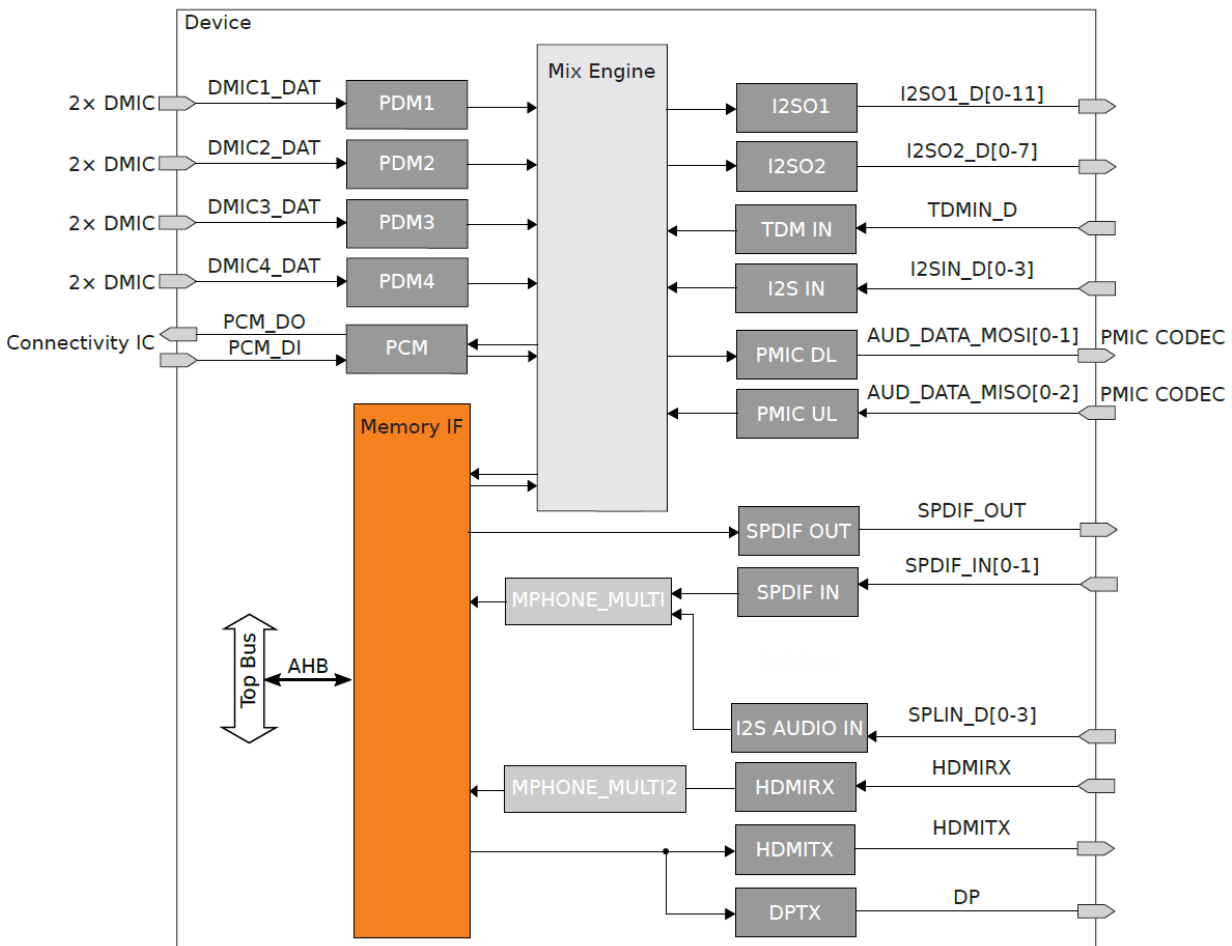 Device
Mix Engine
2× DMIC
DMIC1_DAT
PDM1
I2SO1
I2SO1_D[0-11]
2× DMIC
DMIC2_DAT
PDM2
I2SO2
I2SO2_D[0-7]
2× DMIC
DMIC3_DAT
PDM3
TDM IN
TDMIN_D
2× DMIC
DMIC4_DAT
PDM4
I2S IN
I2SIN_D[0-3]
Connectivity IC
PCM_DO
PCM_DI
PCM
PMIC DL
AUD_DATA_MOSI[0-1]
PMIC CODEC
PMIC UL
AUD_DATA_MISO[0-2]
PMIC CODEC
Memory IF
SPDIF OUT
SPDIF_OUT
MPHONE_MULTI
SPDIF IN
SPDIF_IN[0-1]
Top Bus
AHB
I2S AUDIO IN
SPLIN_D[0-3]
MPHONE_MULTI2
HDMIRX
HDMIRX
HDMITX
HDMITX
DPTX
DP